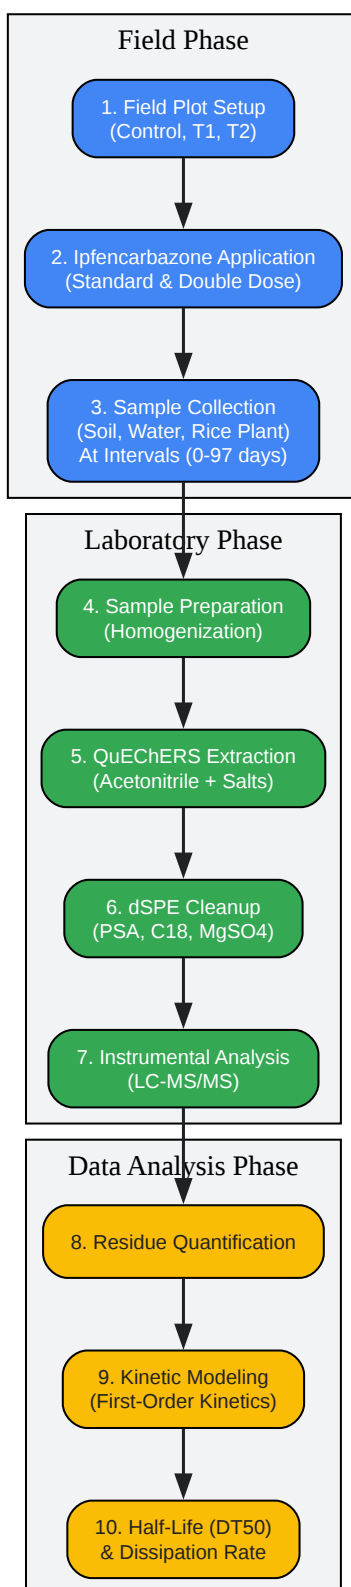 Field Phase
1. Field Plot Setup
(Control, T1, T2)
2. Ipfencarbazone Application
(Standard & Double Dose)
3. Sample Collection
(Soil, Water, Rice Plant)
At Intervals (0-97 days)
Laboratory Phase
4. Sample Preparation
(Homogenization)
5. QuEChERS Extraction
(Acetonitrile + Salts)
6. dSPE Cleanup
(PSA, C18, MgSO4)
7. Instrumental Analysis
(LC-MS/MS)
Data Analysis Phase
8. Residue Quantification
9. Kinetic Modeling
(First-Order Kinetics)
10. Half-Life (DT50)
& Dissipation Rate